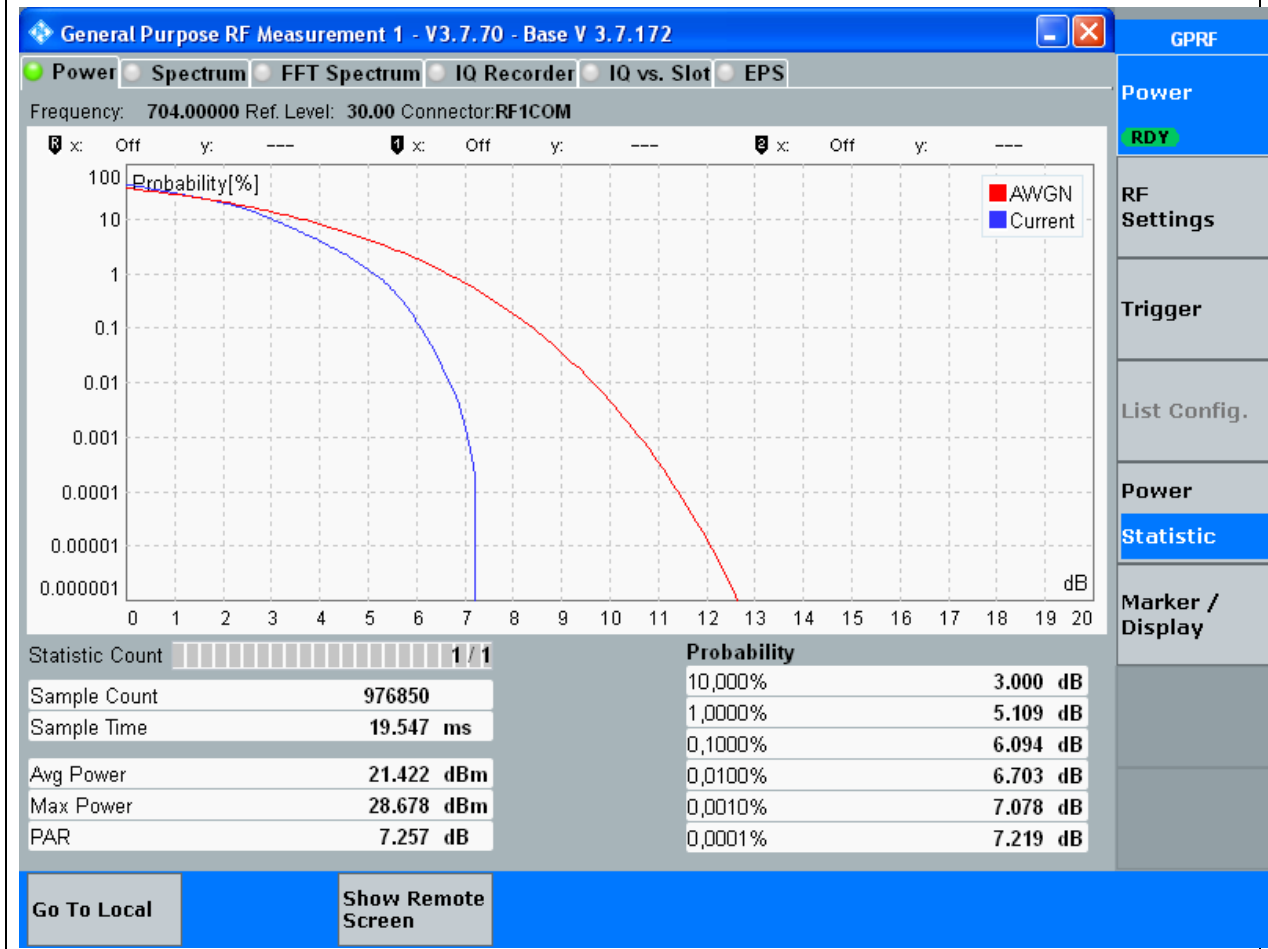 General Purpose RF Measurement 1 - V3.7.70 - Base V 3.7.172
GPRF
Power Spectrum FFT Spectrum IQ Recorder IQ vs. Slot EPS
Frequency: 704.00000 Ref. Level: 30.00 Connector:RF1COM
R x: Off y: --- 1 x: Off y: --- 2 x: Off y: ---
Probability[%]
AWGN
Current
100
10
1
0.1
0.01
0.001
0.0001
0.00001
0.000001
dB
0 1 2 3 4 5 6 7 8 9 10 11 12 13 14 15 16 17 18 19 20
Statistic Count 1 / 1
Sample Count 976850
Sample Time 19.547 ms
Avg Power 21.422 dBm
Max Power 28.678 dBm
PAR 7.257 dB
Probability
10,000% 3.000 dB
1,0000% 5.109 dB
0,1000% 6.094 dB
0,0100% 6.703 dB
0,0010% 7.078 dB
0,0001% 7.219 dB
Power
RDY
RF
Settings
Trigger
List Config.
Power
Statistic
Marker /
Display
Go To Local
Show Remote
Screen